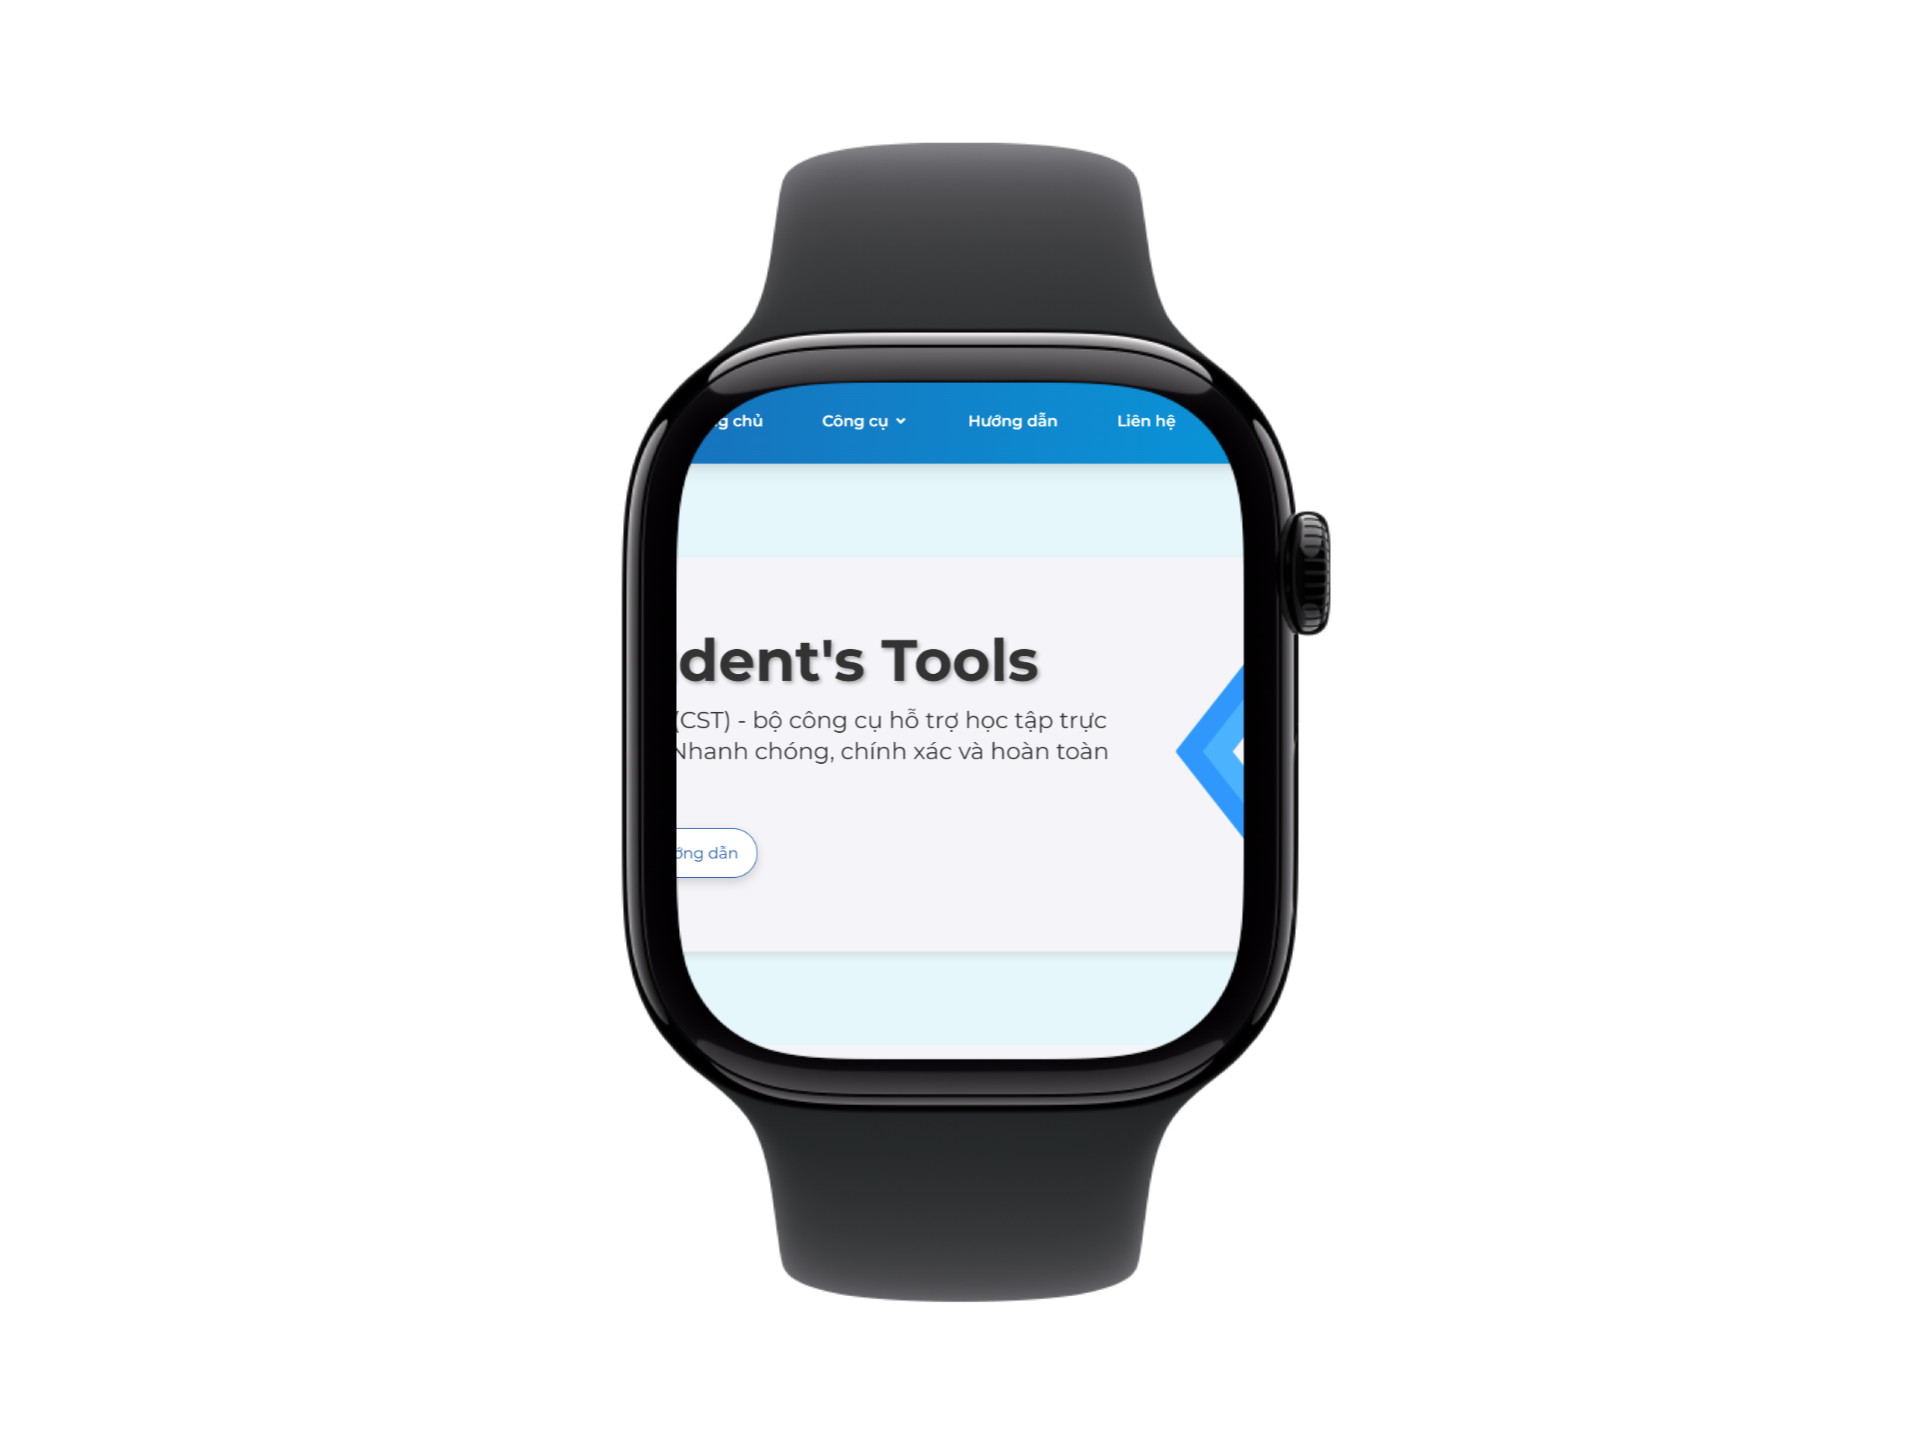 chủ Công cụ Hướng dẫn Liên hệ
dent's Tools
(CST) - bộ công cụ hỗ trợ học tập trực
Nhanh chóng, chính xác và hoàn toàn
dẫn